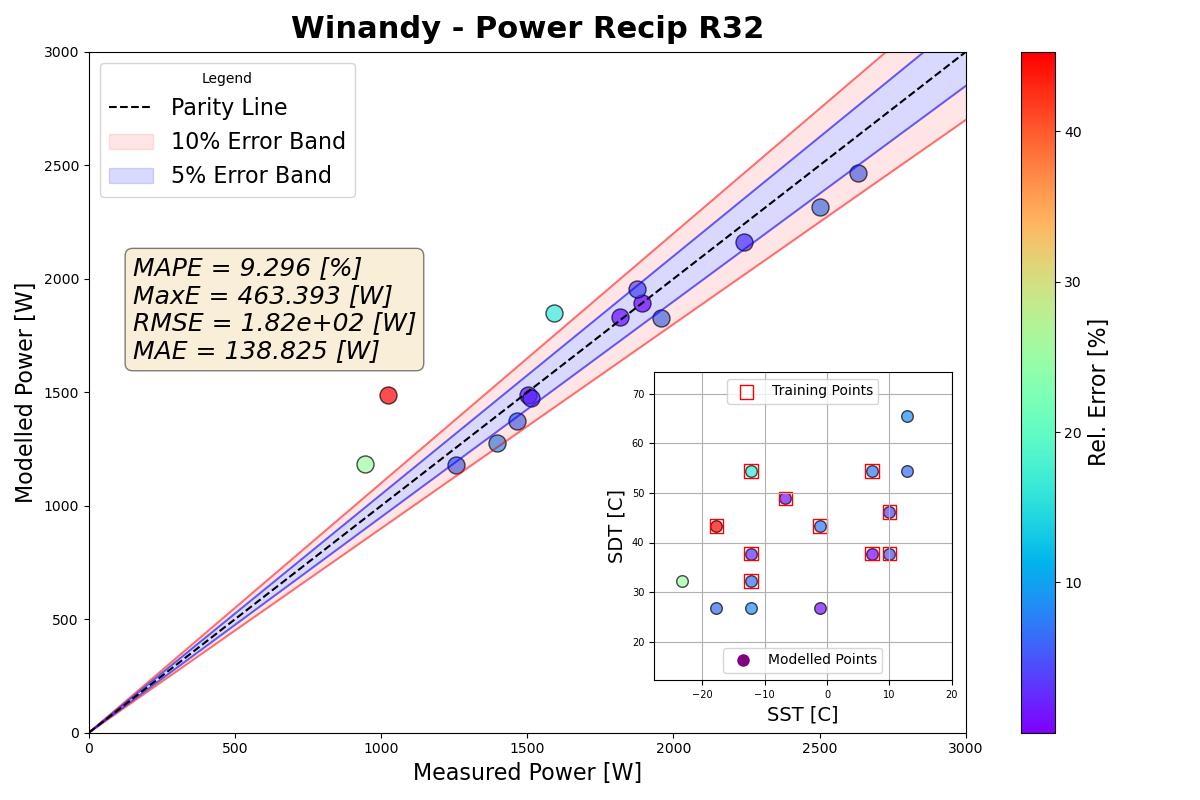 Winandy - Power Recip R32
Legend
Parity Line
10% Error Band
5% Error Band
MAPE = 9.296 [%]
MaxE = 463.393 [W]
RMSE = 1.82e+02 [W]
MAE = 138.825 [W]
3000
2500
2000
1500
1000
500
0
Modelled Power [W]
0 500 1000 1500 2000 2500 3000
Measured Power [W]
Training Points
Modelled Points
70
60
50
40
30
20
SDT [C]
−20 −10 0 10 20
SST [C]
40
30
20
10
Rel. Error [%]